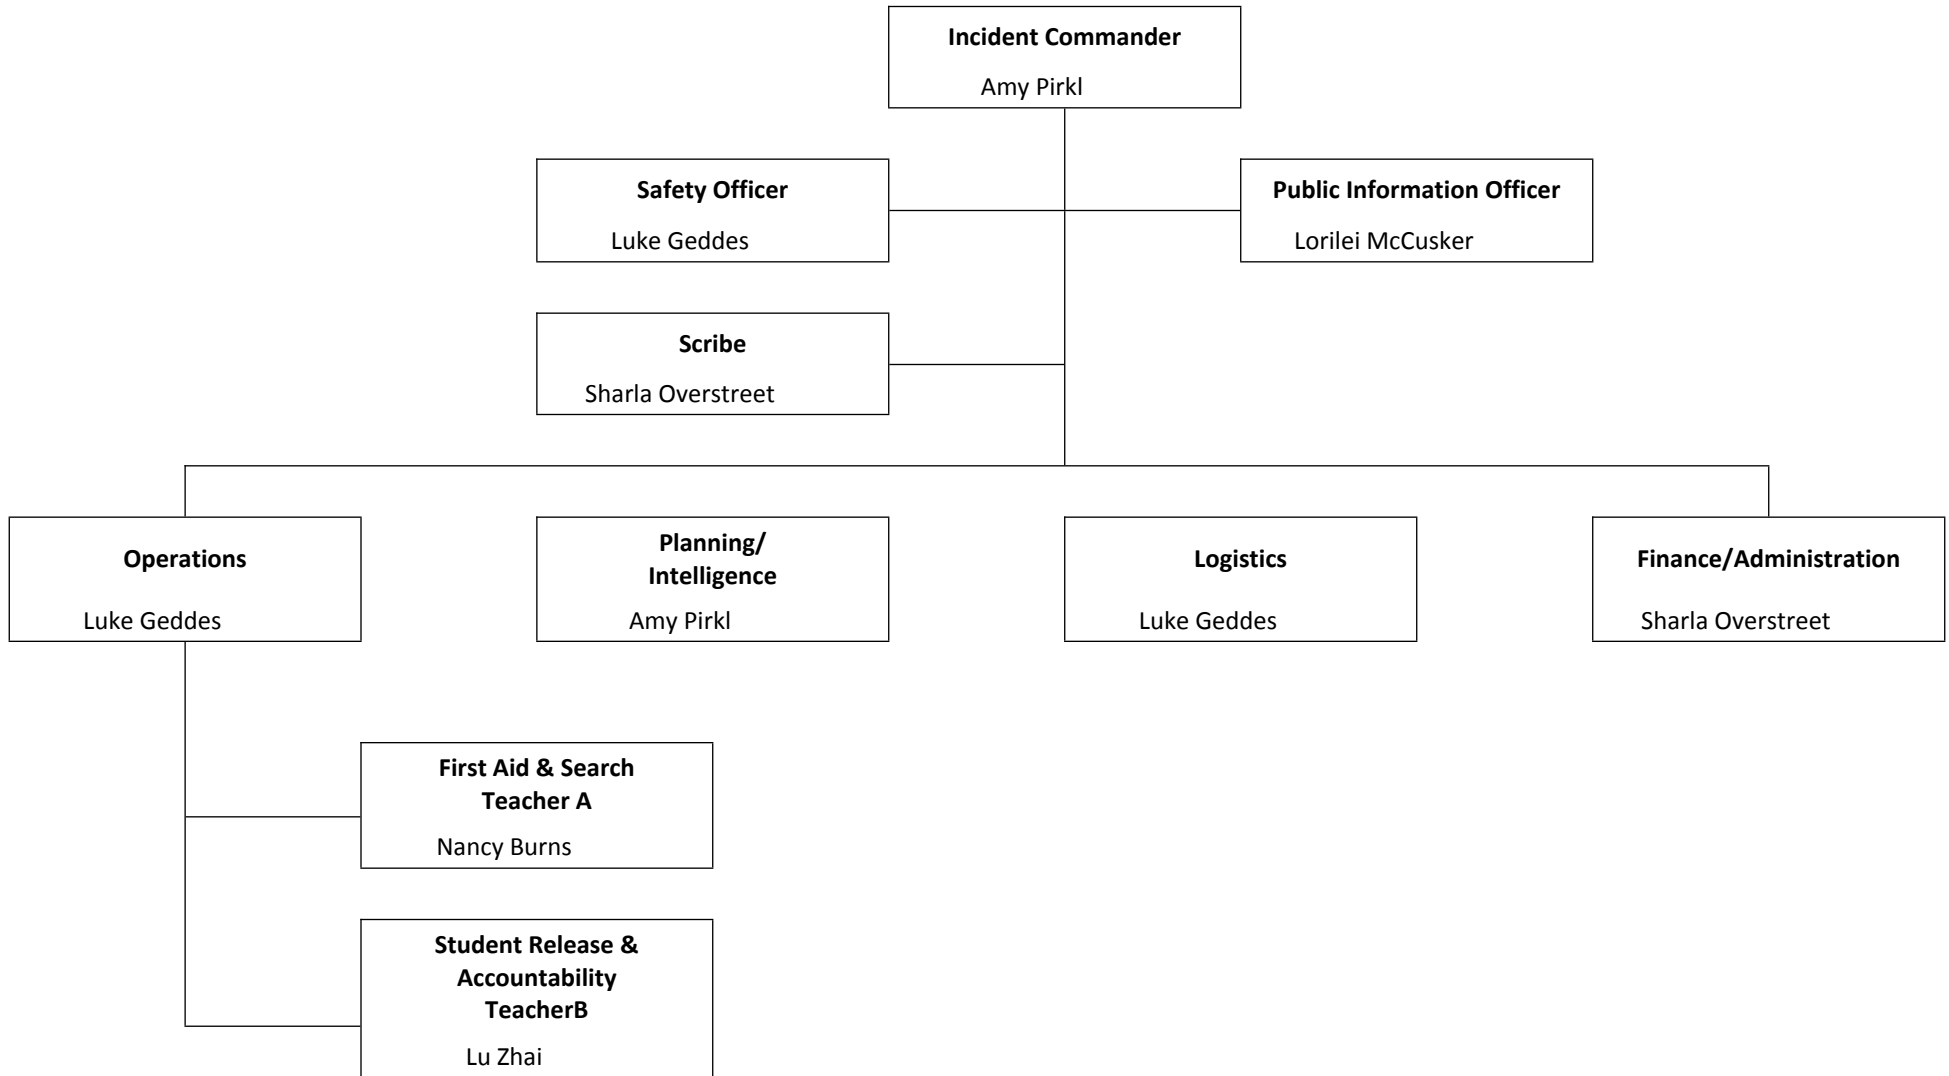 Incident Commander
Amy Pirkl
Safety Officer
Luke Geddes
Public Information Officer
Lorilei McCusker
Scribe
Sharla Overstreet
Operations
Luke Geddes
Planning/
Intelligence
Amy Pirkl
Logistics
Luke Geddes
Finance/Administration
Sharla Overstreet
First Aid & Search
Teacher A
Nancy Burns
Student Release &
Accountability
TeacherB
Lu Zhai